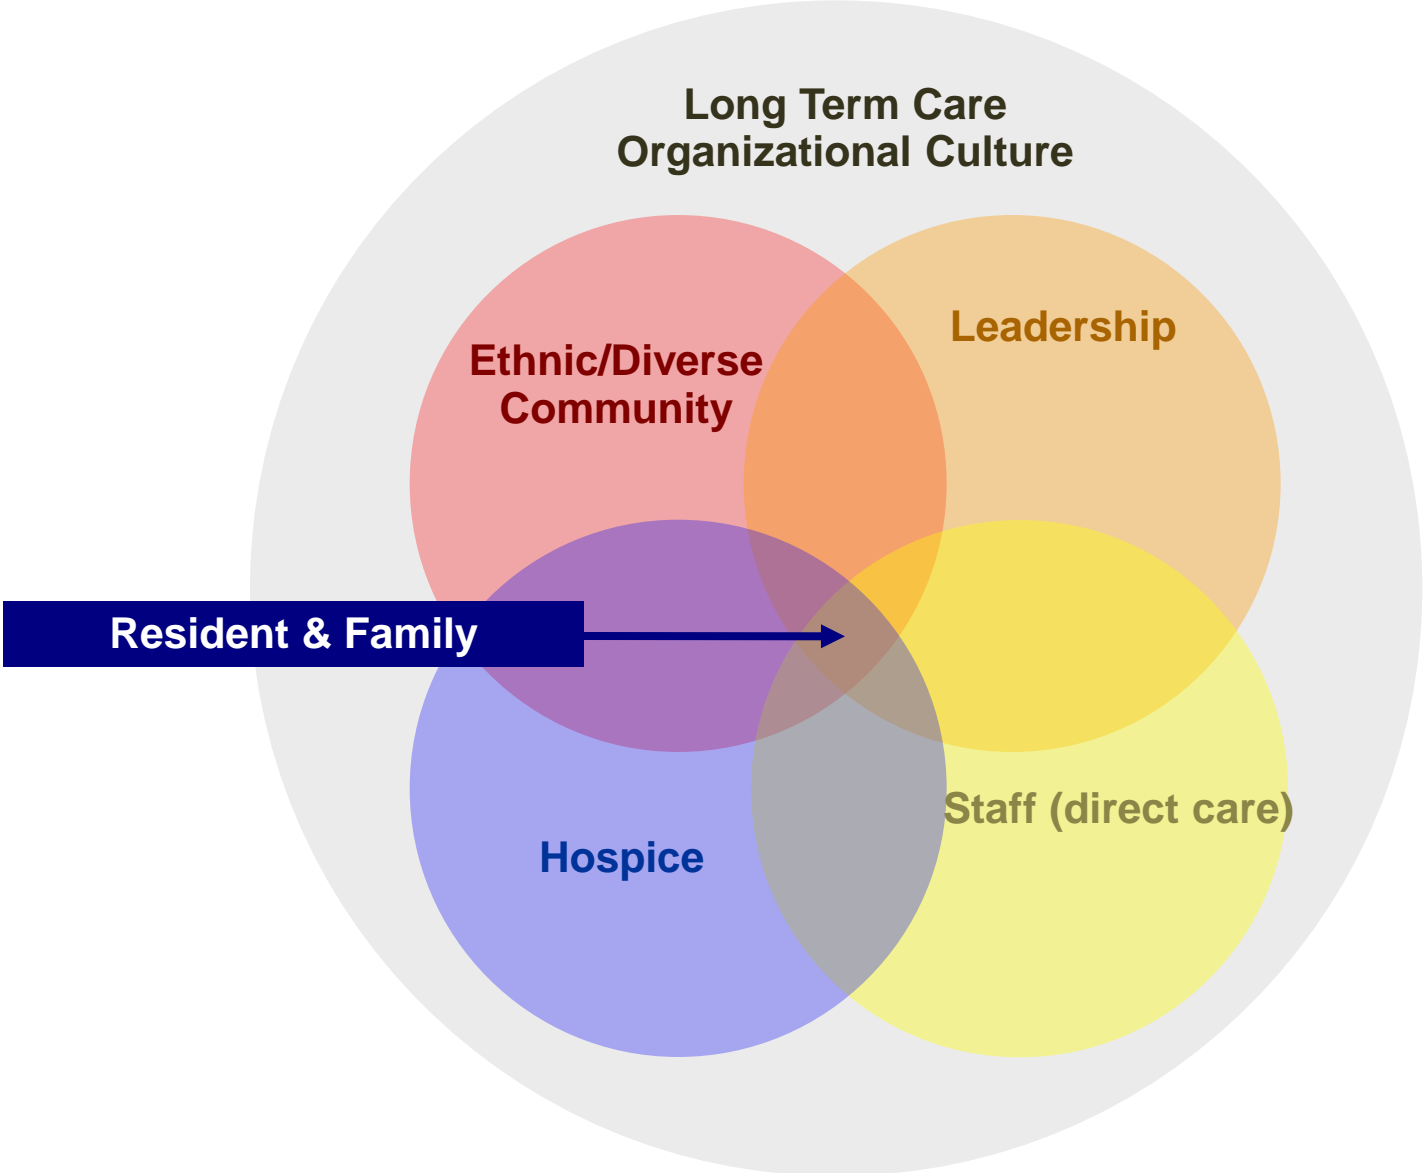 Long Term Care
Organizational Culture
Leadership
Ethnic/Diverse
Community
Resident & Family
Staff (direct care)
Hospice